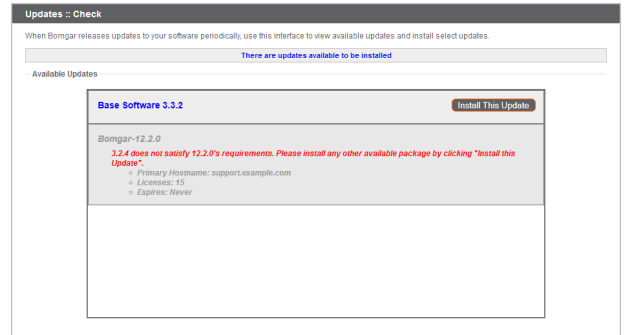 Updates :: Check
When Bomgar releases updates to your software periodically, use this interface to view available updates and install select updates.
There are updates available to be installed
Available Updates
Base Software 3.3.2
Install This Update
Bomgar-12.2.0
3.2.4 does not satisfy 12.2.0's requirements. Please install any other available package by clicking "Install this
Update".
Primary Hostname: support.example.com
Licenses: 15
Expires: Never